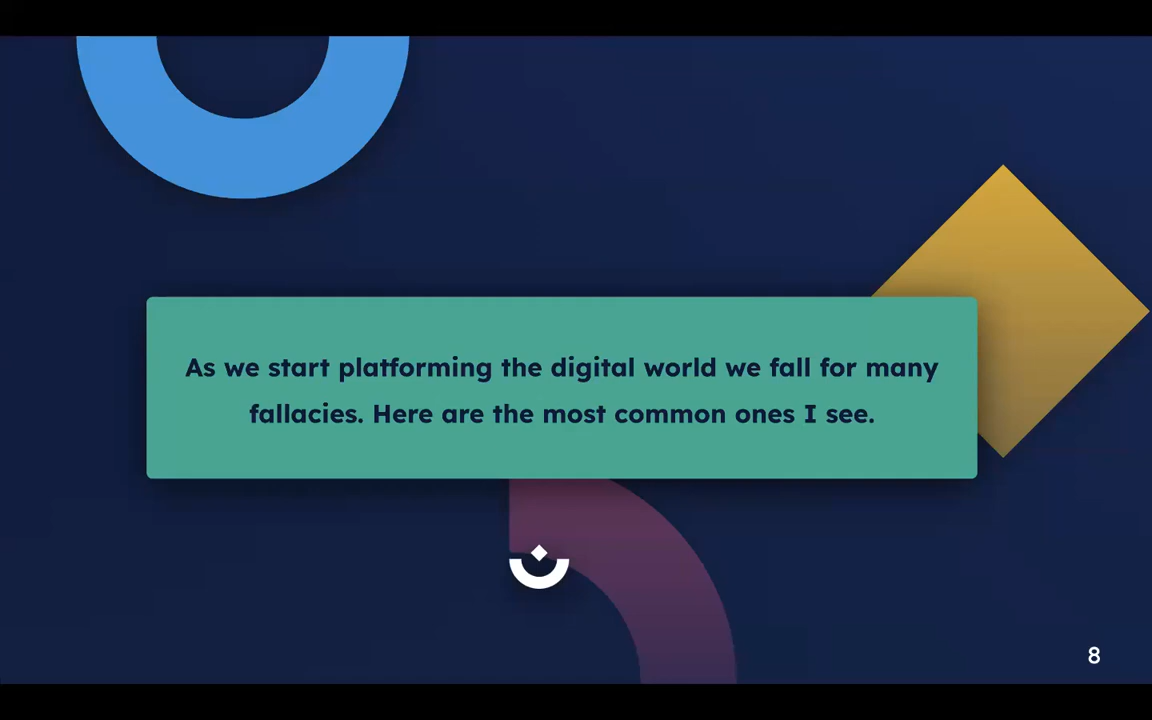 As we start platforming the digital world we fall for many
fallacies. Here are the most common ones I see.
8